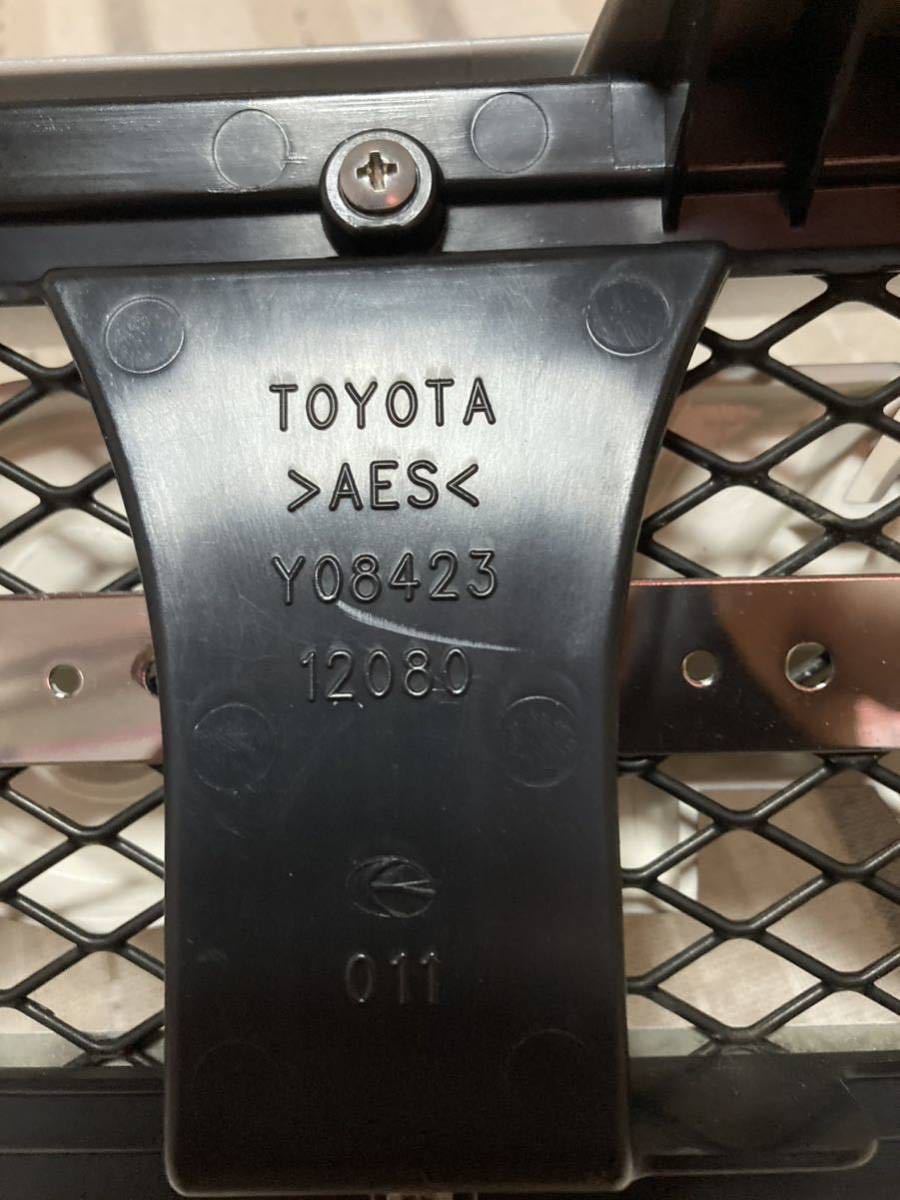 TOYOTA
>AES<
Y08423
12080
011